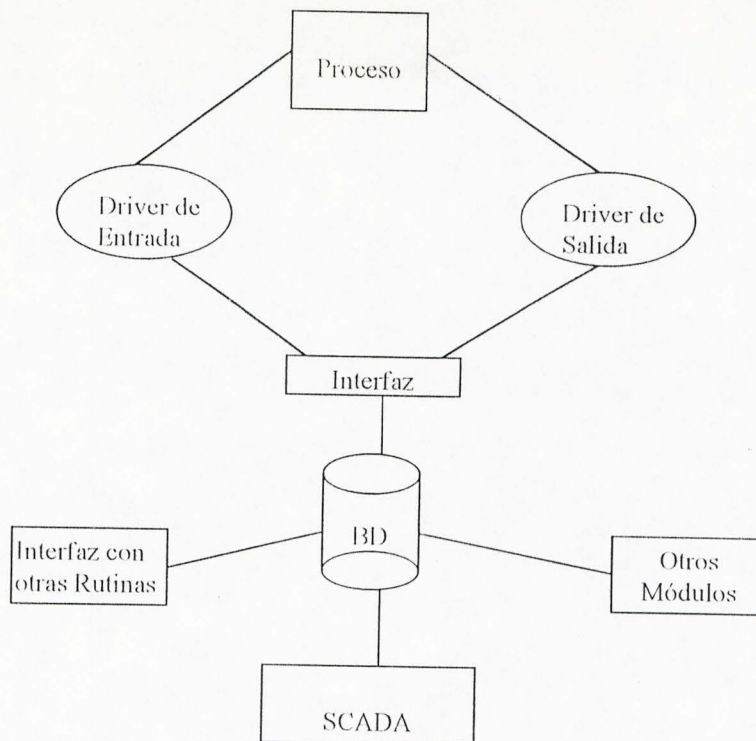 Proceso
Driver de
Entrada
Driver de
Salida
Interfaz
BD
Interfaz con
otras Rutinas
Otros
Módulos
SCADA